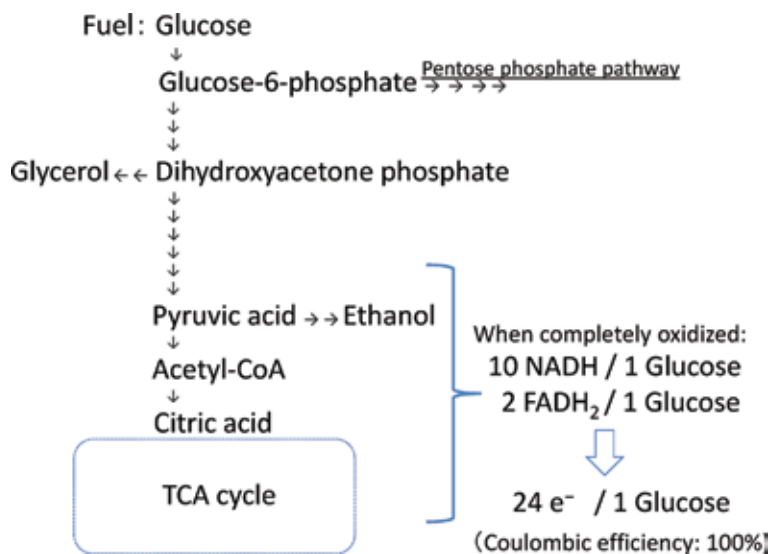 Fuel: Glucose
↓
Glucose-6-phosphate → → → → Pentose phosphate pathway
↓
↓
↓
Glycerol ← ← Dihydroxyacetone phosphate
↓
↓
↓
↓
↓
↓
Pyruvic acid → → Ethanol
↓
Acetyl-CoA
↓
Citric acid
TCA cycle
When completely oxidized:
10 NADH / 1 Glucose
2 FADH₂ / 1 Glucose
24 e⁻ / 1 Glucose
(Coulombic efficiency: 100%)